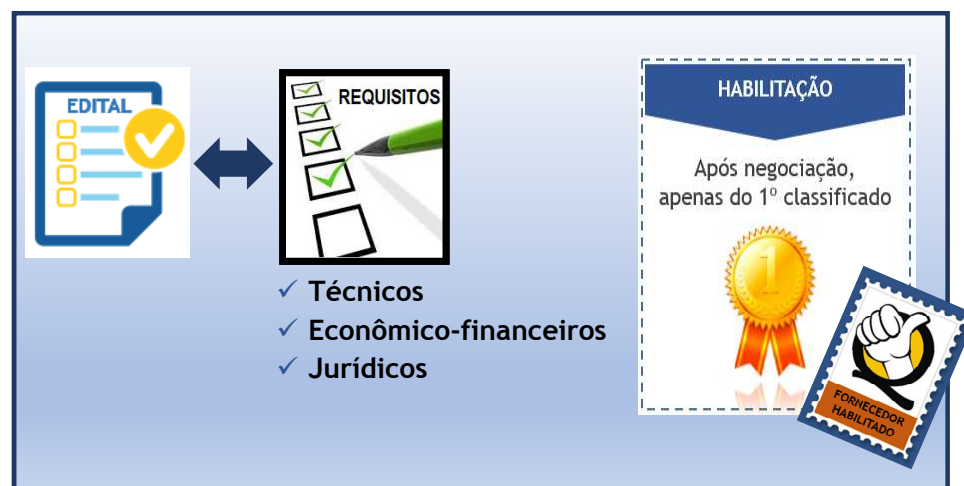 EDITAL
REQUISITOS
✓ Técnicos
✓ Econômico-financeiros
✓ Jurídicos
HABILITAÇÃO
Após negociação,
apenas do 1º classificado
1
FORNECEDOR
HABILITADO